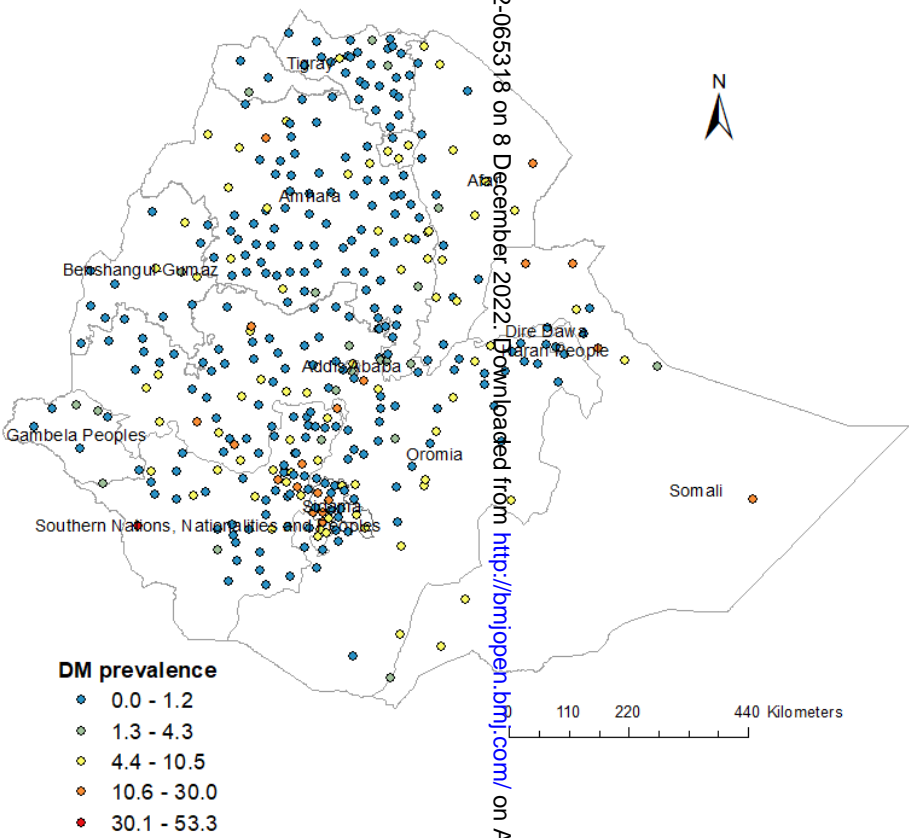 N
Tigray
Amhara
Afar
Benshangul-Gumaz
Dire Dawa
Harari People
Addis Ababa
Gambela Peoples
Oromia
Somali
Sidama
Southern Nations, Nationalities and Peoples
DM prevalence
0.0 - 1.2
1.3 - 4.3
4.4 - 10.5
10.6 - 30.0
30.1 - 53.3
0 110 220 440 Kilometers
2-065318 on 8 December 2022. Downloaded from http://bmjopen.bmj.com/ on A